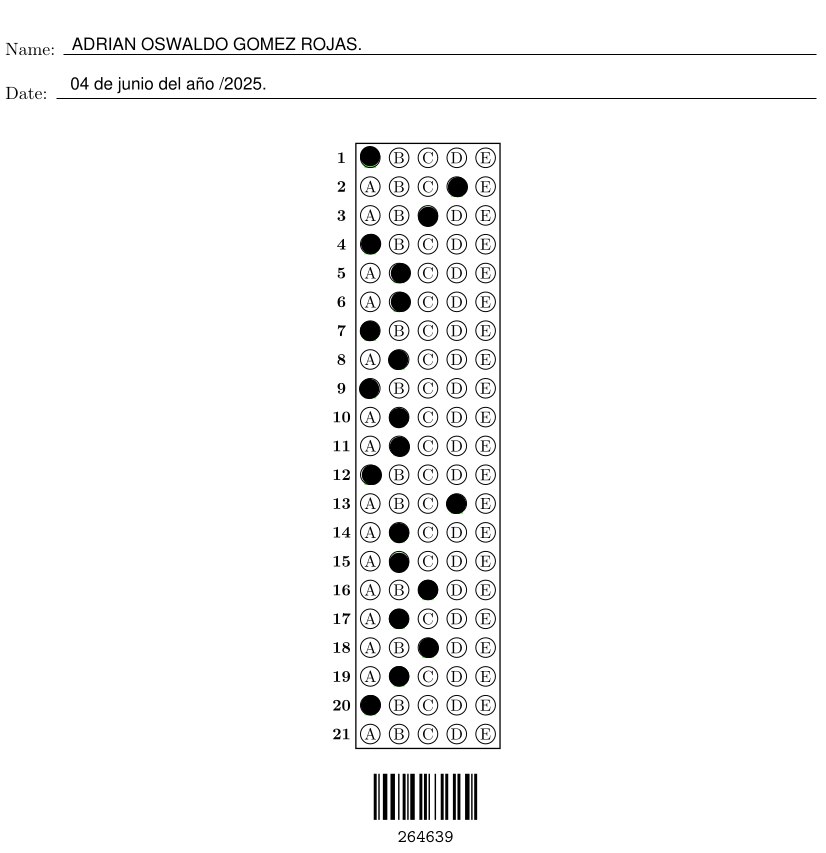 Name: ADRIAN OSWALDO GOMEZ ROJAS.
Date: 04 de junio del año /2025.
1 B C D E
2 A B C E
3 A B D E
4 B C D E
5 A C D E
6 A C D E
7 B C D E
8 A C D E
9 B C D E
10 A C D E
11 A C D E
12 B C D E
13 A B C E
14 A C D E
15 A C D E
16 A B D E
17 A C D E
18 A B D E
19 A C D E
20 B C D E
21 A B C D E
264639